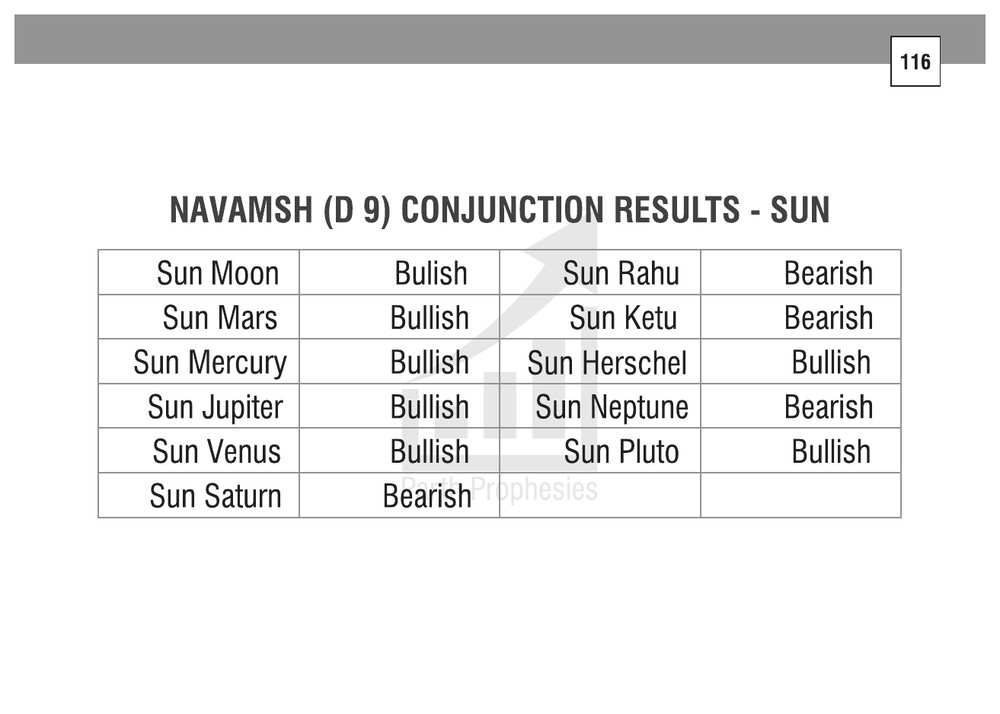 116
NAVAMSH (D 9) CONJUNCTION RESULTS - SUN
Sun Moon Bulish Sun Rahu Bearish
Sun Mars Bullish Sun Ketu Bearish
Sun Mercury Bullish Sun Herschel Bullish
Sun Jupiter Bullish Sun Neptune Bearish
Sun Venus Bullish Sun Pluto Bullish
Sun Saturn Bearish
Parth Prophesies